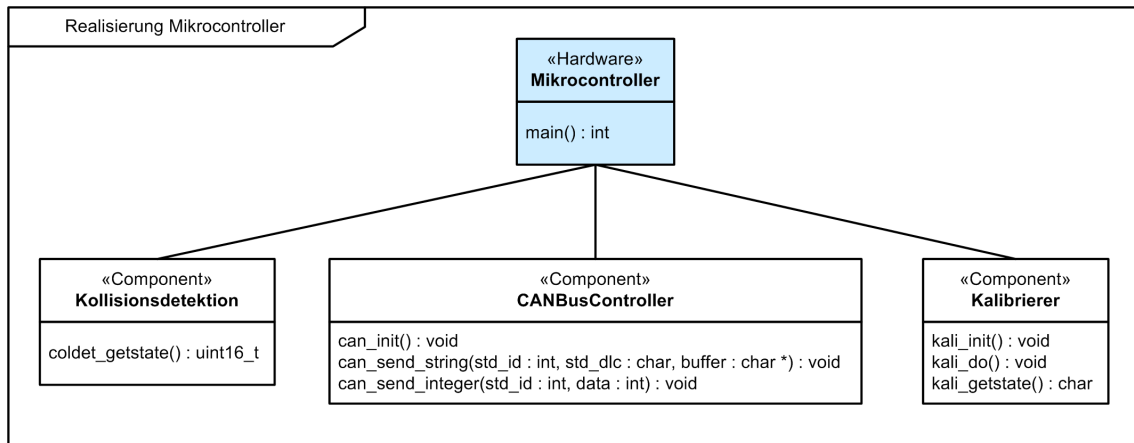 Realisierung Mikrocontroller
«Hardware»
Mikrocontroller
main() : int
«Component»
Kollisionsdetektion
coldet_getstate() : uint16_t
«Component»
CANBusController
can_init() : void
can_send_string(std_id : int, std_dlc : char, buffer : char *) : void
can_send_integer(std_id : int, data : int) : void
«Component»
Kalibrierer
kali_init() : void
kali_do() : void
kali_getstate() : char